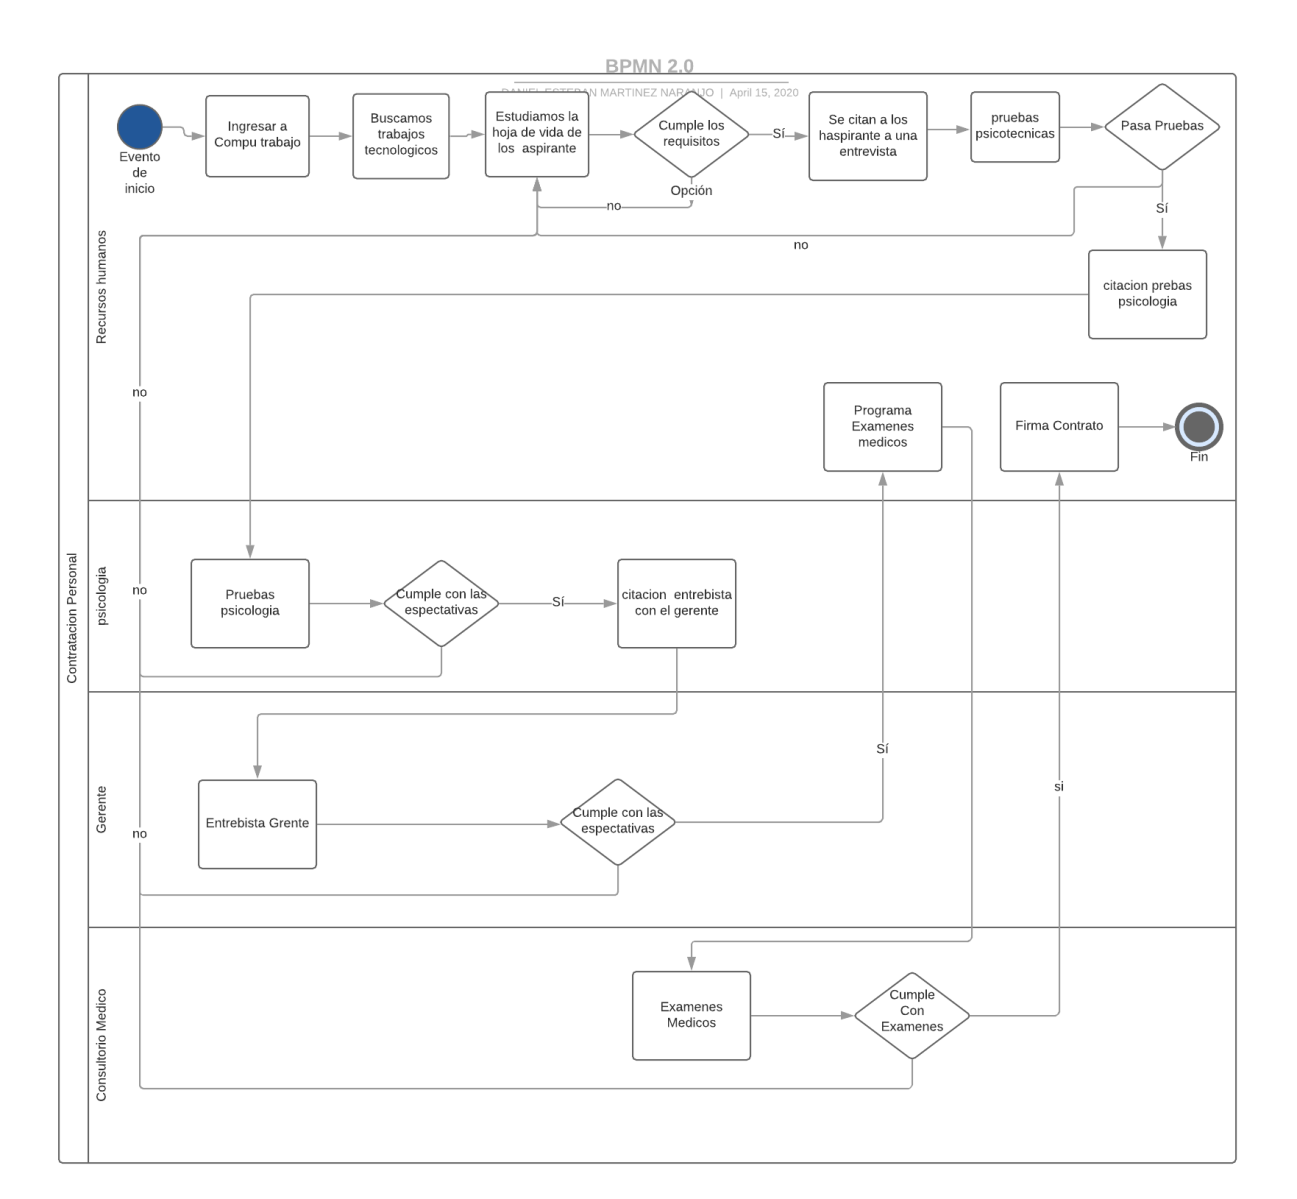 BPMN 2.0
DANIEL ESTEBAN MARTINEZ NARANJO | April 15, 2020
Contratacion Personal
Recursos humanos
Evento
de
inicio
Ingresar a
Compu trabajo
Buscamos
trabajos
tecnologicos
Estudiamos la
hoja de vida de
los aspirante
Cumple los
requisitos
Opción
no
Sí
Se citan a los
haspirante a una
entrevista
pruebas
psicotecnicas
Pasa Pruebas
Sí
no
citacion prebas
psicologia
no
Programa
Examenes
medicos
Firma Contrato
Fin
psicologia
no
Pruebas
psicologia
Cumple con las
espectativas
Sí
citacion entrebista
con el gerente
Gerente
no
Entrebista Grente
Cumple con las
espectativas
Sí
si
Consultorio Medico
Examenes
Medicos
Cumple
Con
Examenes